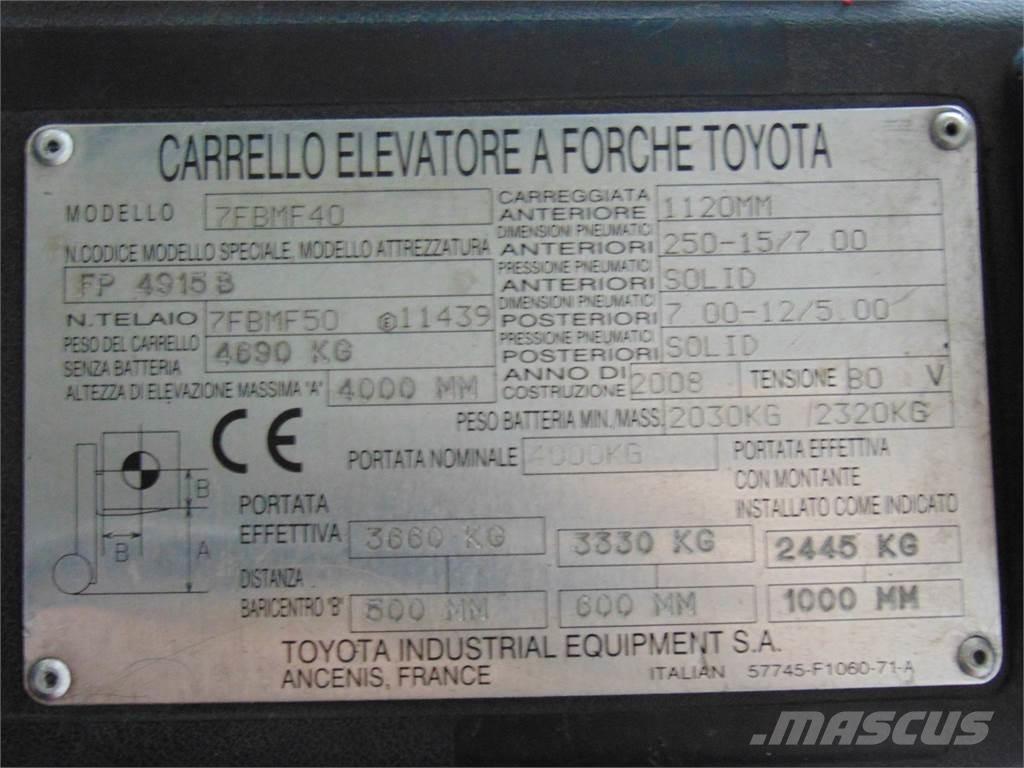 CARRELLO ELEVATORE A FORCHE TOYOTA
MODELLO 7FBMF40
N.CODICE MODELLO SPECIALE, MODELLO ATTREZZATURA
FP 4915 B
N.TELAIO 7FBMF50 E11439
PESO DEL CARRELLO
SENZA BATTERIA 4690 KG
ALTEZZA DI ELEVAZIONE MASSIMA "A" 4000 MM
CARREGGIATA
ANTERIORE 1120MM
DIMENSIONI PNEUMATICI
ANTERIORI 250-15/7.00
PRESSIONE PNEUMATICI
ANTERIORI SOLID
DIMENSIONI PNEUMATICI
POSTERIORI 7.00-12/5.00
PRESSIONE PNEUMATICI
POSTERIORI SOLID
ANNO DI
COSTRUZIONE 2008 TENSIONE 80 V
PESO BATTERIA MIN./MASS. 2030KG / 2320KG
CE
PORTATA NOMINALE 4000KG
PORTATA EFFETTIVA
CON MONTANTE
INSTALLATO COME INDICATO
B
B
A
PORTATA
EFFETTIVA 3660 KG 3330 KG 2445 KG
DISTANZA
BARICENTRO "B" 500 MM 600 MM 1000 MM
TOYOTA INDUSTRIAL EQUIPMENT S.A.
ANCENIS, FRANCE
ITALIAN 57745-F1060-71-A
MASCUS